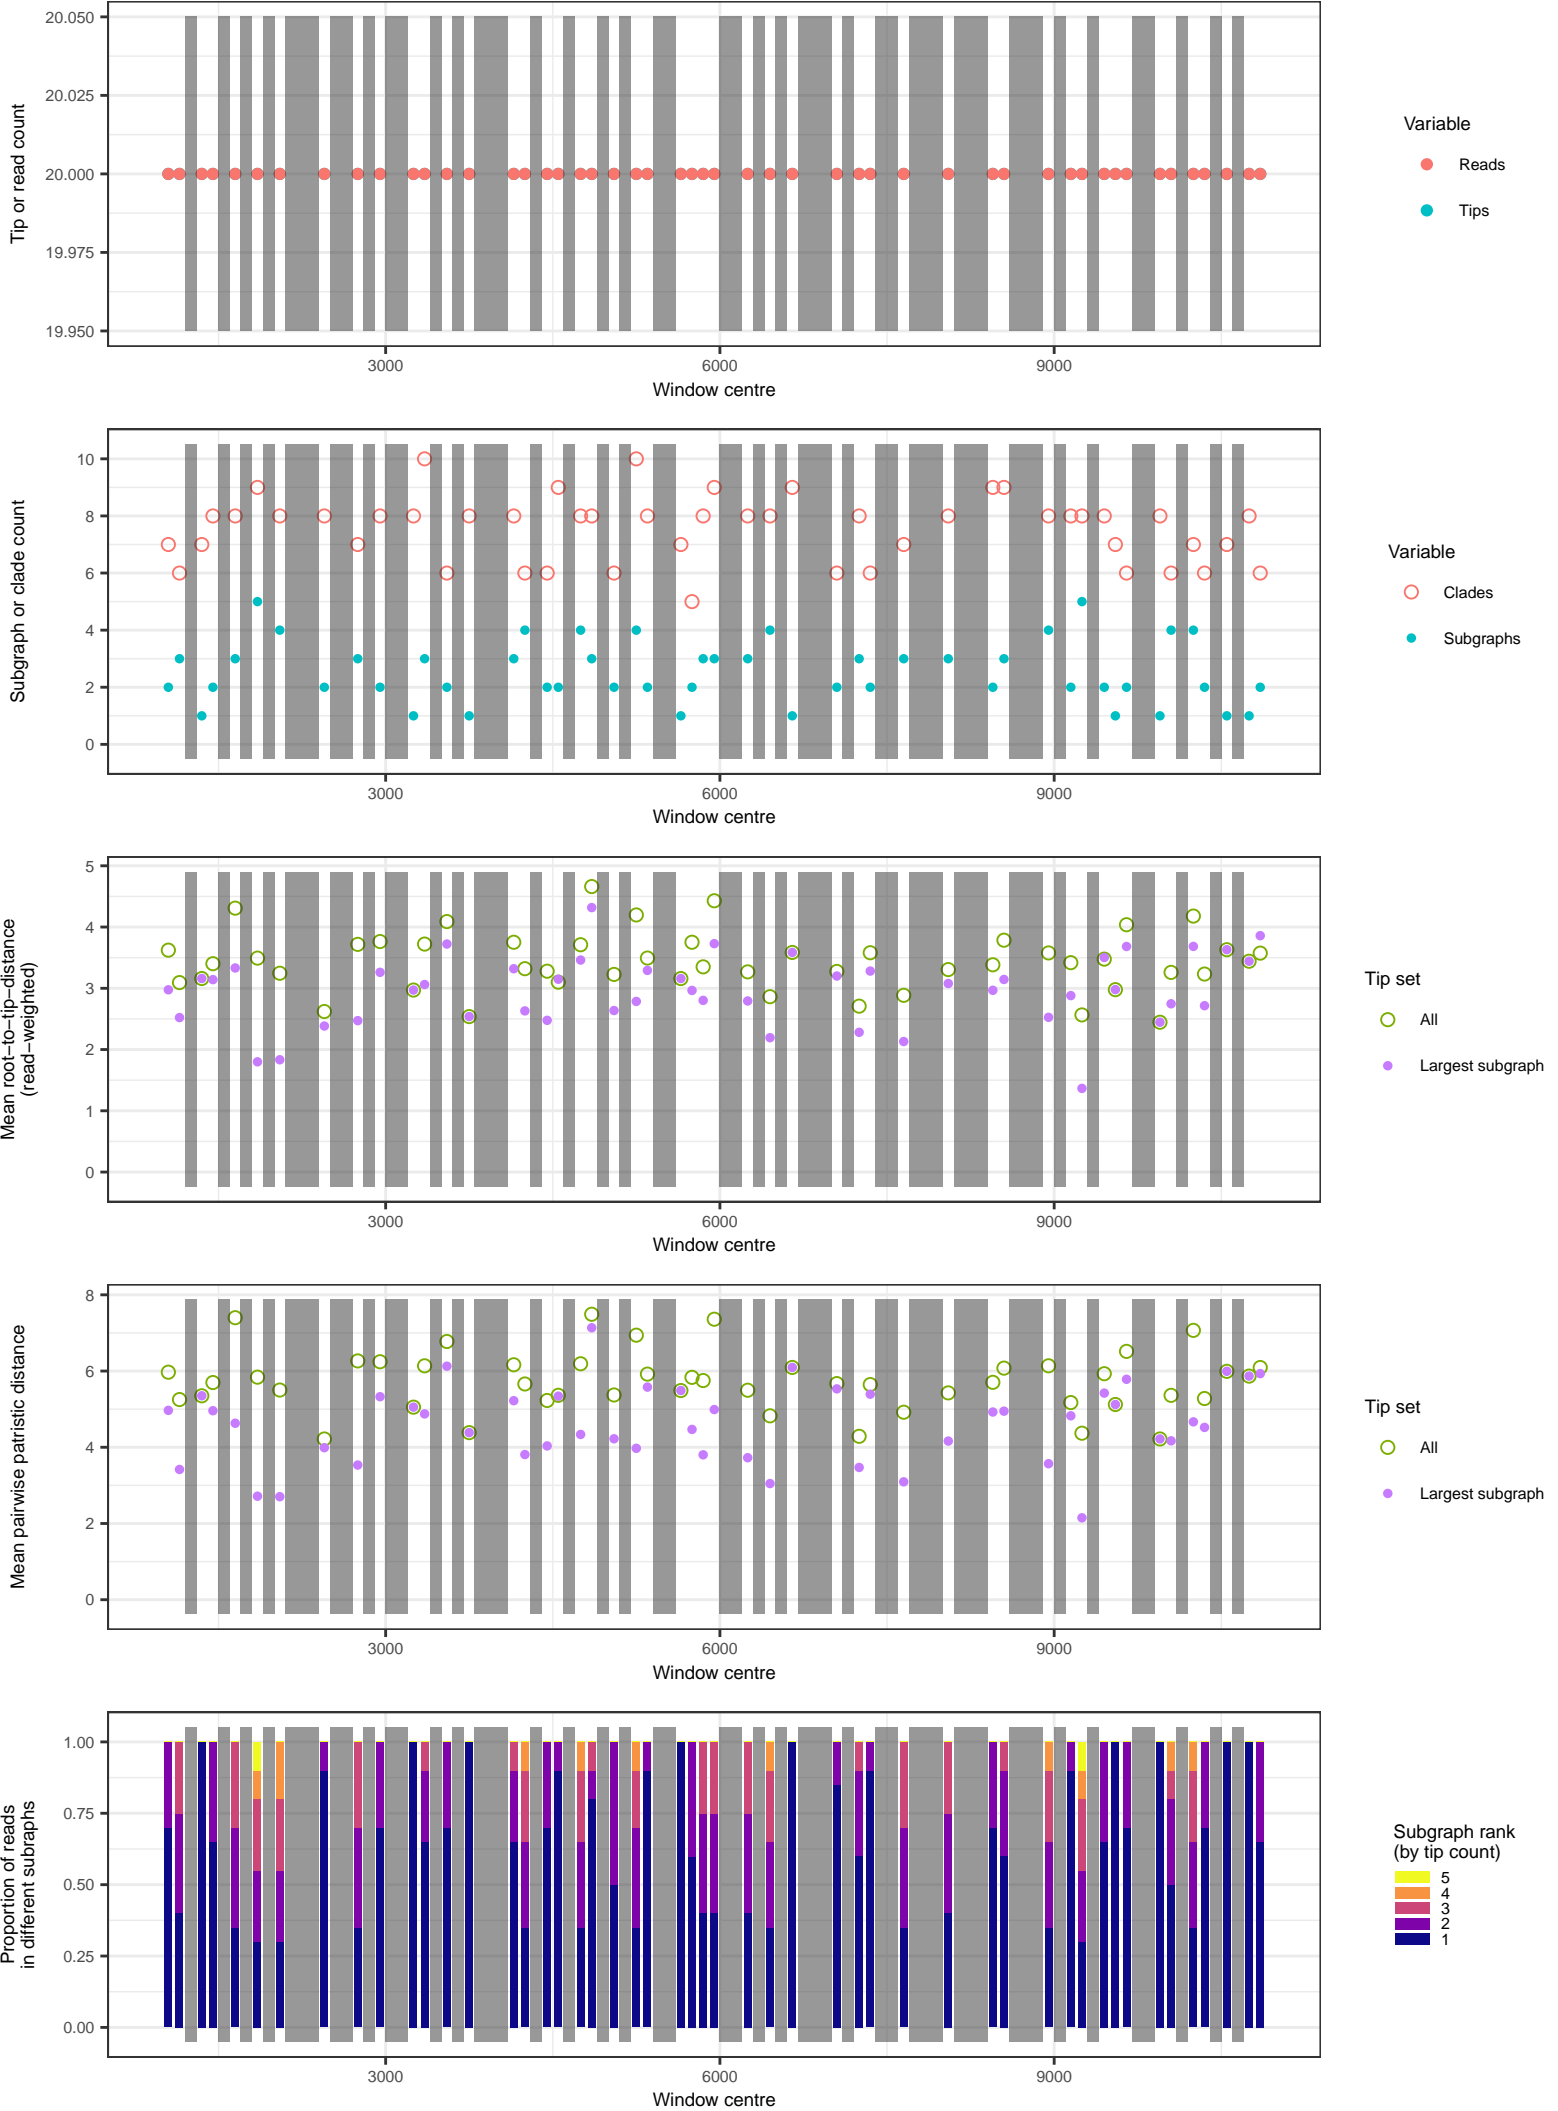 20.050
20.025
20.000
19.975
19.950
Tip or read count
3000 6000 9000
Window centre
Variable
Reads
Tips
10
8
6
4
2
0
Subgraph or clade count
3000 6000 9000
Window centre
Variable
Clades
Subgraphs
5
4
3
2
1
0
Mean root−to−tip−distance
(read−weighted)
3000 6000 9000
Window centre
Tip set
All
Largest subgraph
8
6
4
2
0
Mean pairwise patristic distance
3000 6000 9000
Window centre
Tip set
All
Largest subgraph
1.00
0.75
0.50
0.25
0.00
Proportion of reads
in different subraphs
3000 6000 9000
Window centre
Subgraph rank
(by tip count)
5
4
3
2
1